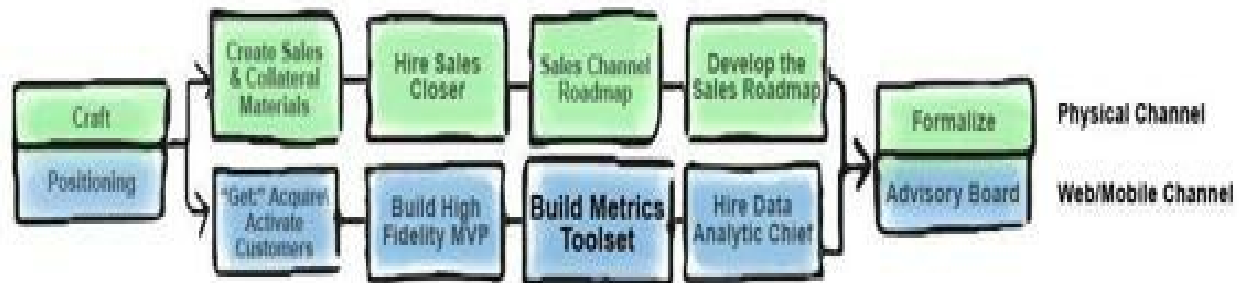 Craft
Positioning
Create Sales
& Collateral
Materials
Hire Sales
Closer
Sales Channel
Roadmap
Develop the
Sales Roadmap
"Get:" Acquire\
Activate
Customers
Build High
Fidelity MVP
Build Metrics
Toolset
Hire Data
Analytic Chief
Formalize
Advisory Board
Physical Channel
Web/Mobile Channel